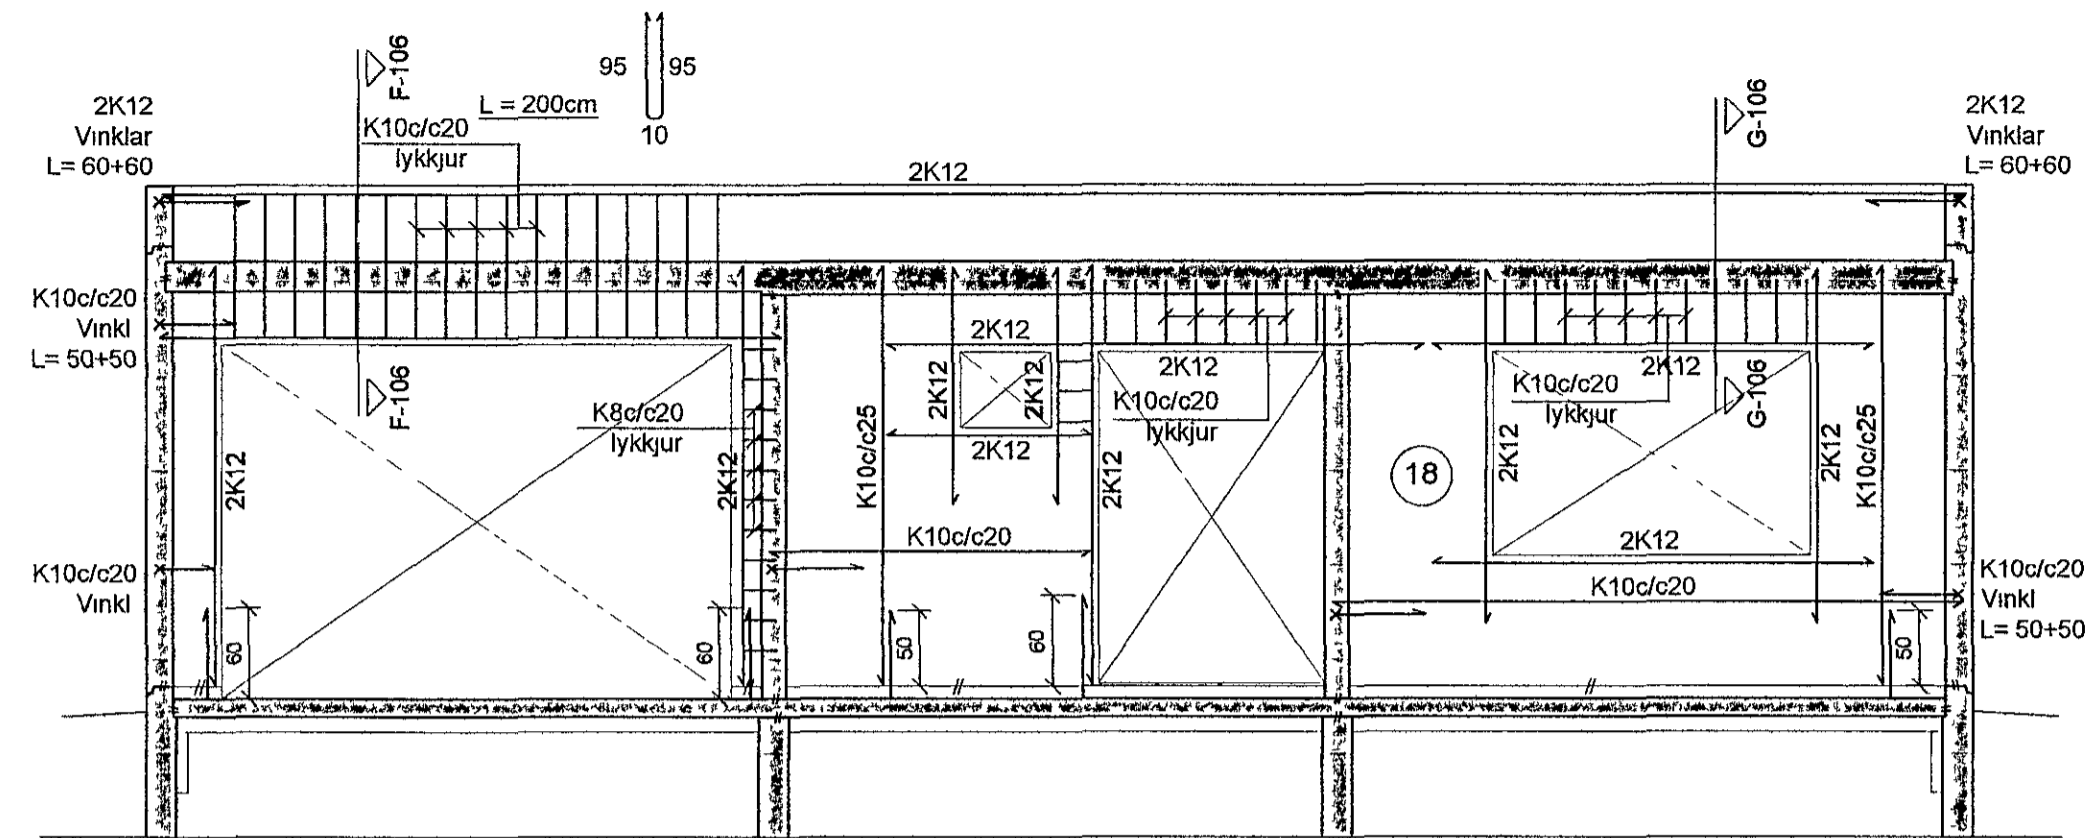 F-106
95
95
L = 200cm
10
2K12
Vinklar
L= 60+60
K10c/c20
lykkjur
G-106
2K12
Vinklar
L= 60+60
2K12
K10c/c20
Vinkl
L= 50+50
F-106
2K12
K8c/c20
lykkjur
2K12
K10c/c20
Vinkl
60
60
K10c/c25
2K12
2K12
2K12
2K12
K10c/c20
50
60
2K12
2K12
K10c/c20
lykkjur
18
2K12
K10c/c20
lykkjur
G-106
2K12
2K12
K10c/c25
2K12
K10c/c20
50
K10c/c20
Vinkl
L= 50+50